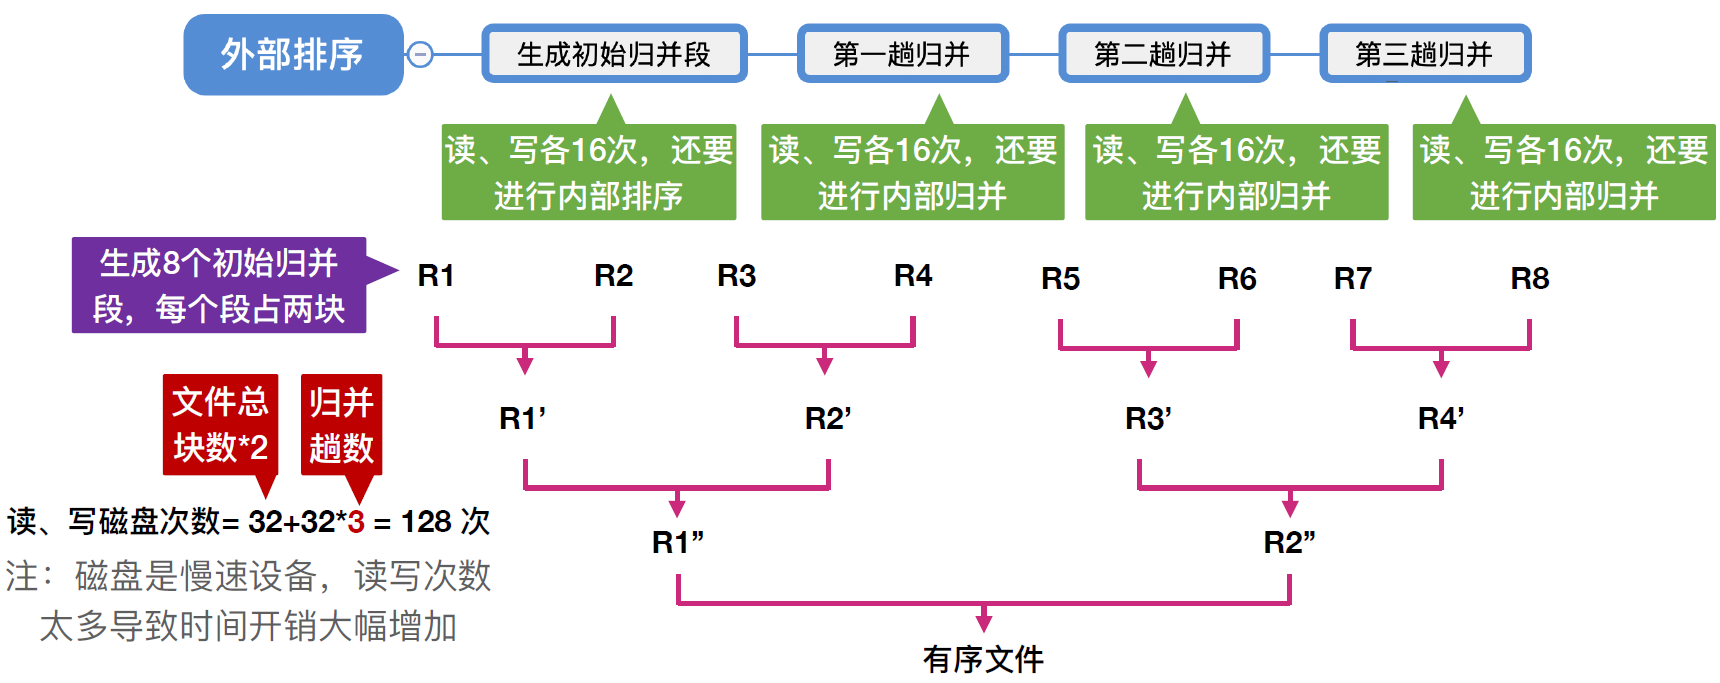 外部排序
生成初始归并段
第一趟归并
第二趟归并
第三趟归并
读、写各16次，还要
进行内部排序
读、写各16次，还要
进行内部归并
读、写各16次，还要
进行内部归并
读、写各16次，还要
进行内部归并
生成8个初始归并
段，每个段占两块
R1 R2 R3 R4 R5 R6 R7 R8
R1’ R2’ R3’ R4’
文件总
块数*2
归并
趟数
读、写磁盘次数= 32+32*3 = 128 次
R1” R2”
注：磁盘是慢速设备，读写次数
太多导致时间开销大幅增加
有序文件